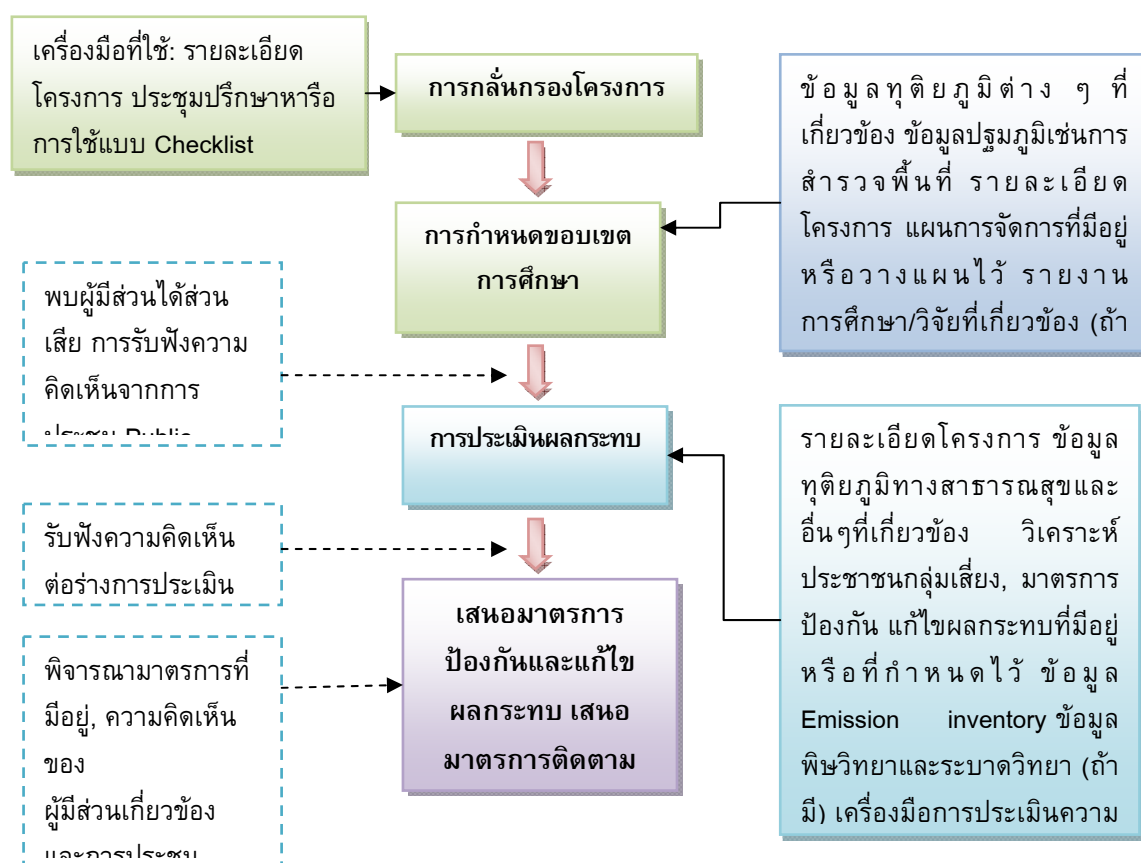 เครื่องมือที่ใช้: รายละเอียด
โครงการ ประชุมปรึกษาหารือ
การใช้แบบ Checklist
การกลั่นกรองโครงการ
ข้อมูลทุติยภูมิต่าง ๆ ที่
เกี่ยวข้อง ข้อมูลปฐมภูมิเช่นการ
สำรวจพื้นที่ รายละเอียด
โครงการ แผนการจัดการที่มีอยู่
หรือวางแผนไว้ รายงาน
การศึกษา/วิจัยที่เกี่ยวข้อง (ถ้า
การกำหนดขอบเขต
การศึกษา
พบผู้มีส่วนได้ส่วน
เสีย การรับฟังความ
คิดเห็นจากการ
ประชุม Public
การประเมินผลกระทบ
รายละเอียดโครงการ ข้อมูล
ทุติยภูมิทางสาธารณสุขและ
อื่นๆที่เกี่ยวข้อง วิเคราะห์
ประชาชนกลุ่มเสี่ยง, มาตรการ
ป้องกัน แก้ไขผลกระทบที่มีอยู่
หรือที่กำหนดไว้ ข้อมูล
Emission inventory ข้อมูล
พิษวิทยาและระบาดวิทยา (ถ้า
มี) เครื่องมือการประเมินความ
รับฟังความคิดเห็น
ต่อร่างการประเมิน
เสนอมาตรการ
ป้องกันและแก้ไข
ผลกระทบ เสนอ
มาตรการติดตาม
พิจารณามาตรการที่
มีอยู่, ความคิดเห็น
ของ
ผู้มีส่วนเกี่ยวข้อง
และการประชุม